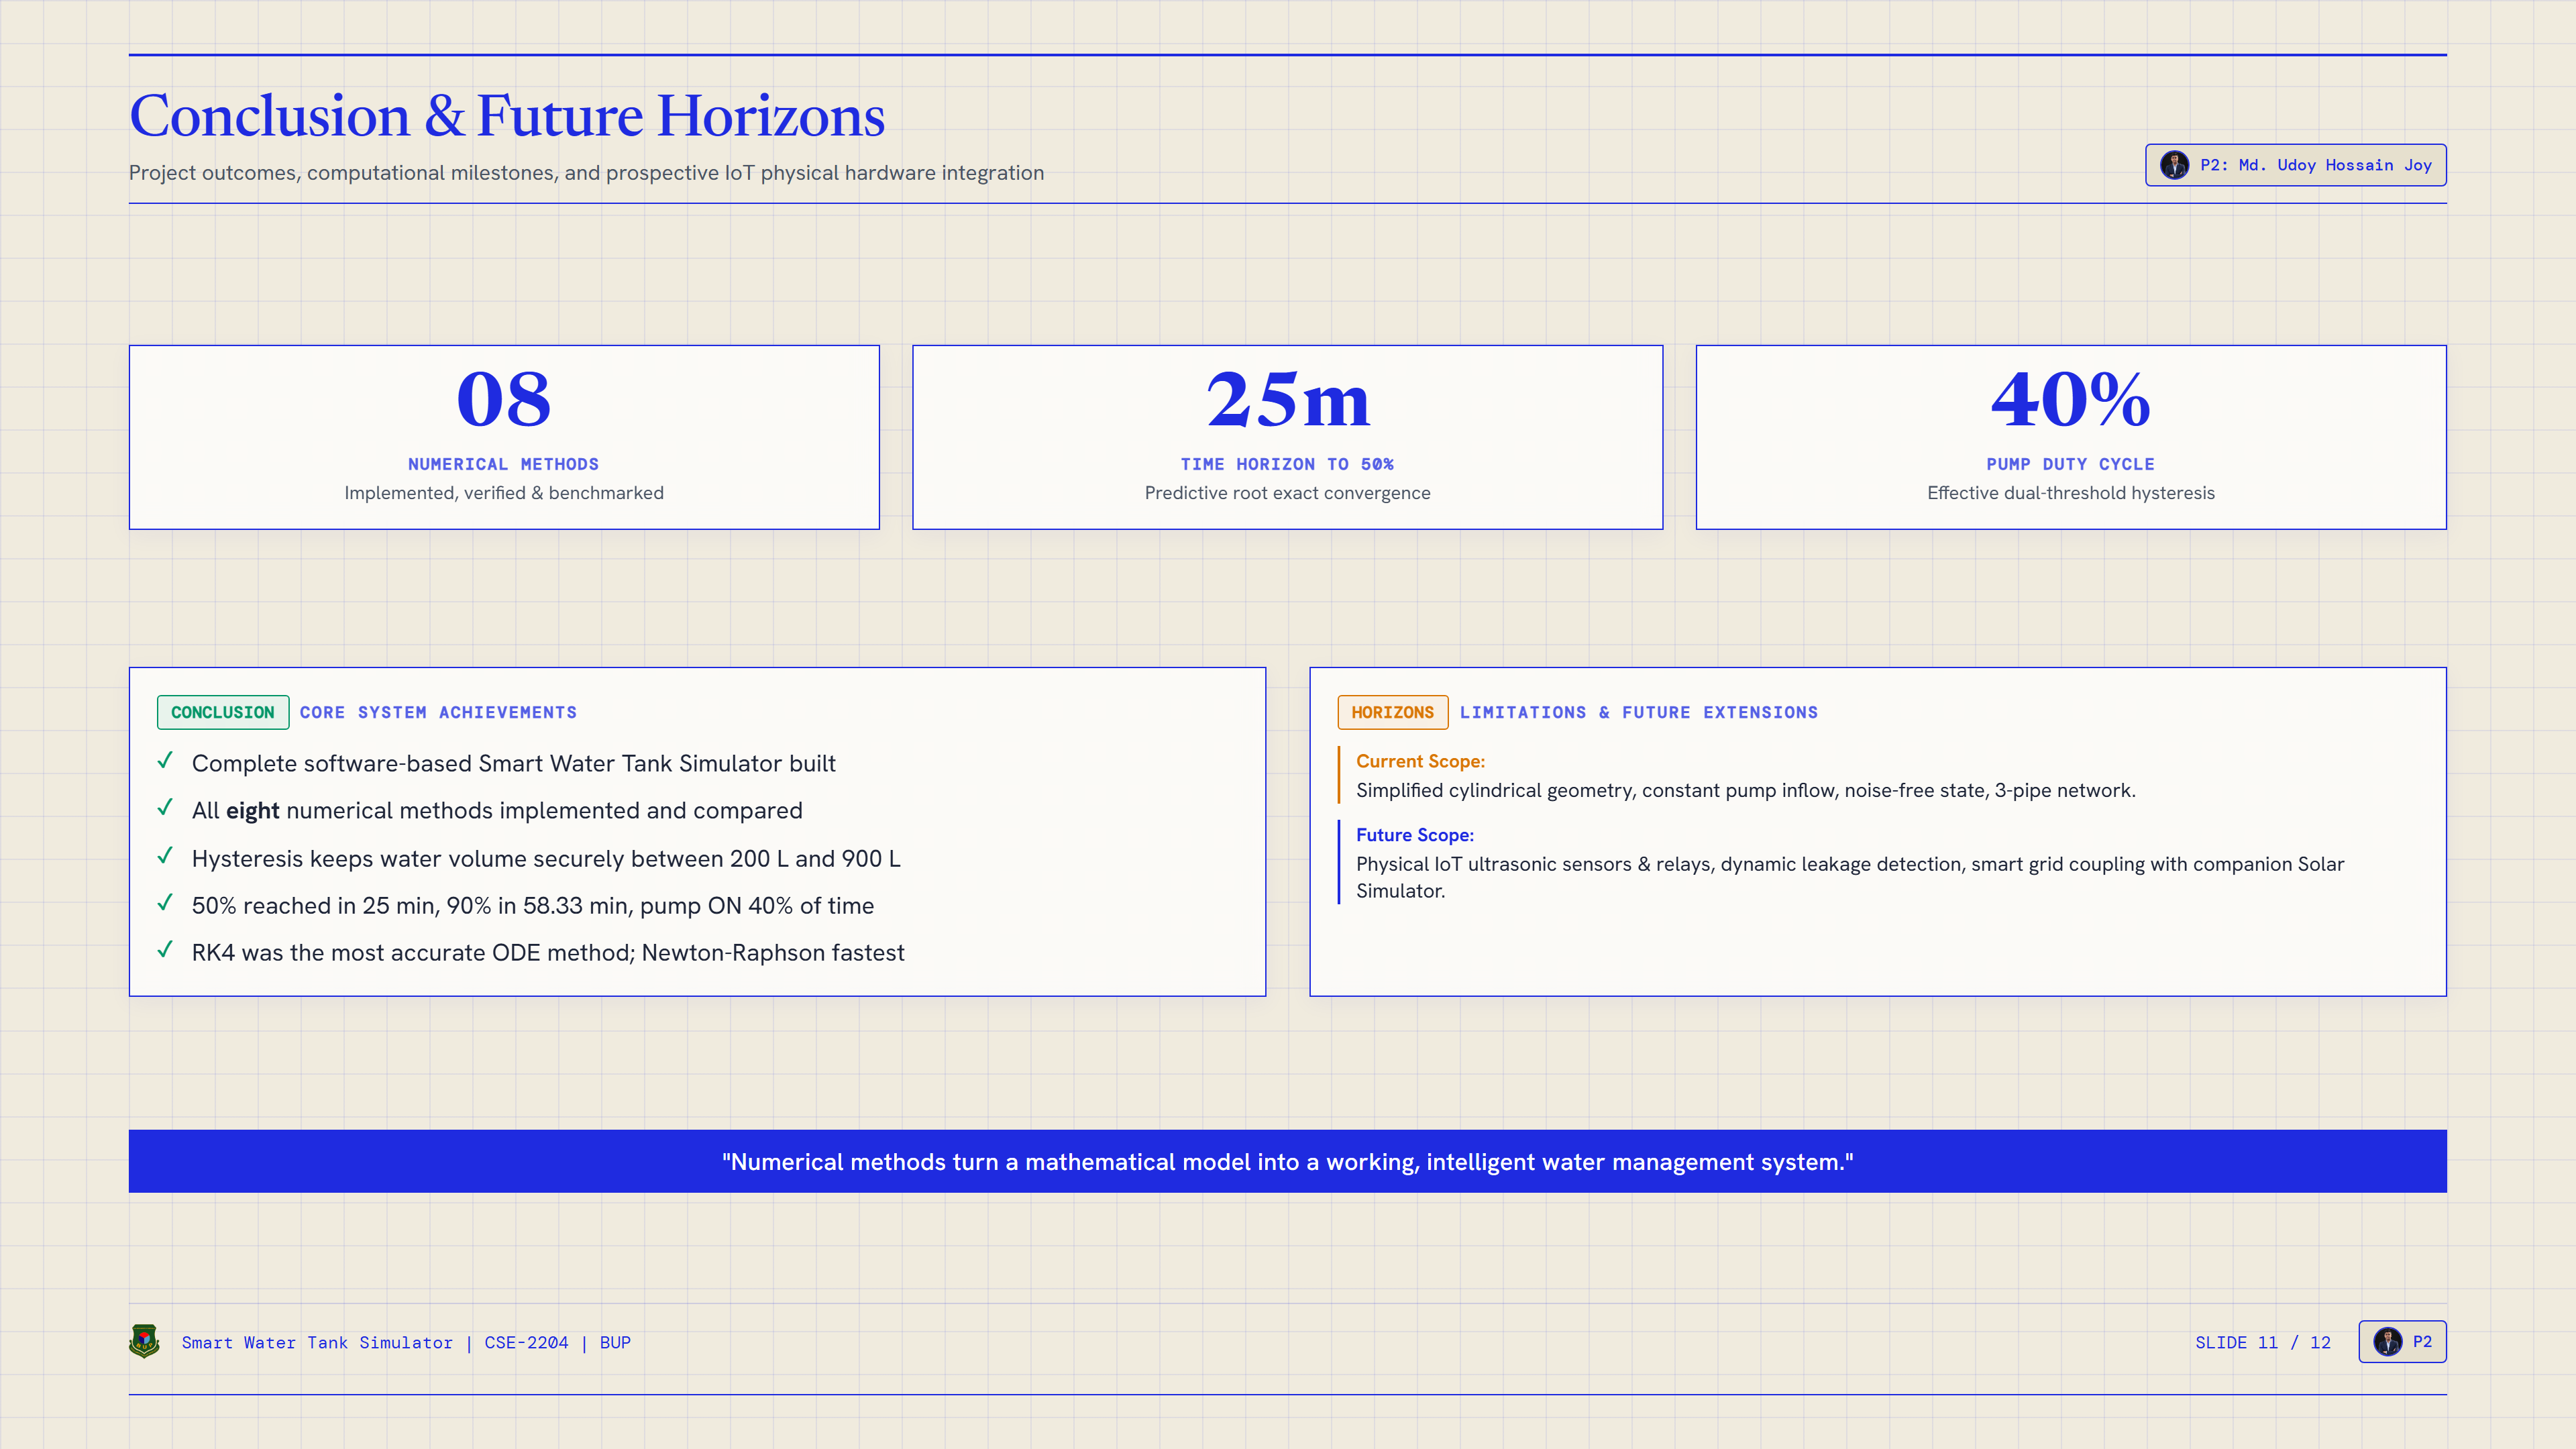 Conclusion & Future Horizons
Project outcomes, computational milestones, and prospective IoT physical hardware integration
P2: Md. Udoy Hossain Joy
08
NUMERICAL METHODS
Implemented, verified & benchmarked
25m
TIME HORIZON TO 50%
Predictive root exact convergence
40%
PUMP DUTY CYCLE
Effective dual-threshold hysteresis
CONCLUSION CORE SYSTEM ACHIEVEMENTS
✓ Complete software-based Smart Water Tank Simulator built
✓ All eight numerical methods implemented and compared
✓ Hysteresis keeps water volume securely between 200 L and 900 L
✓ 50% reached in 25 min, 90% in 58.33 min, pump ON 40% of time
✓ RK4 was the most accurate ODE method; Newton-Raphson fastest
HORIZONS LIMITATIONS & FUTURE EXTENSIONS
Current Scope:
Simplified cylindrical geometry, constant pump inflow, noise-free state, 3-pipe network.
Future Scope:
Physical IoT ultrasonic sensors & relays, dynamic leakage detection, smart grid coupling with companion Solar
Simulator.
"Numerical methods turn a mathematical model into a working, intelligent water management system."
BUP
Smart Water Tank Simulator | CSE-2204 | BUP
SLIDE 11 / 12
P2